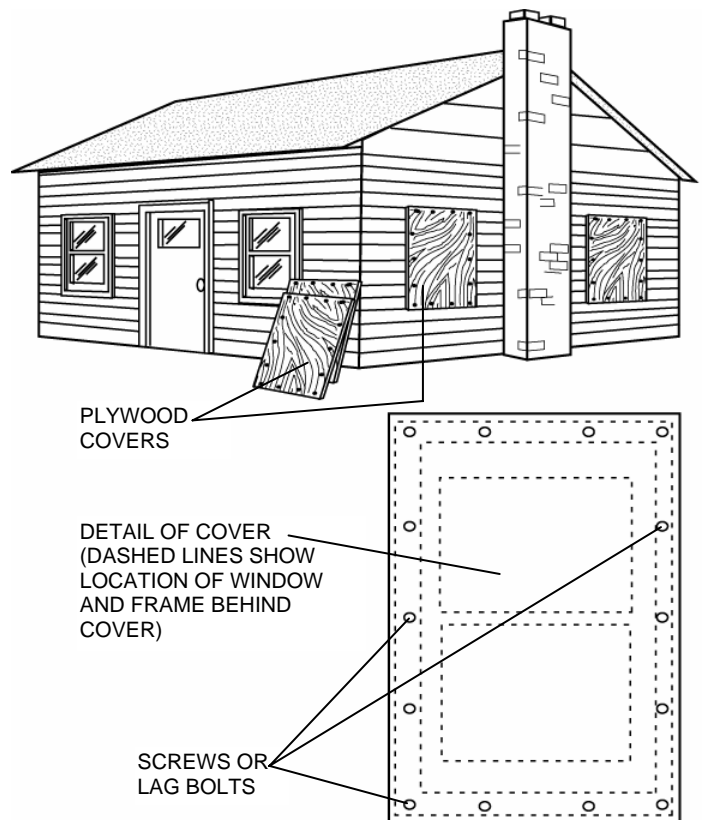 PLYWOOD
COVERS
DETAIL OF COVER
(DASHED LINES SHOW
LOCATION OF WINDOW
AND FRAME BEHIND
COVER)
SCREWS OR
LAG BOLTS